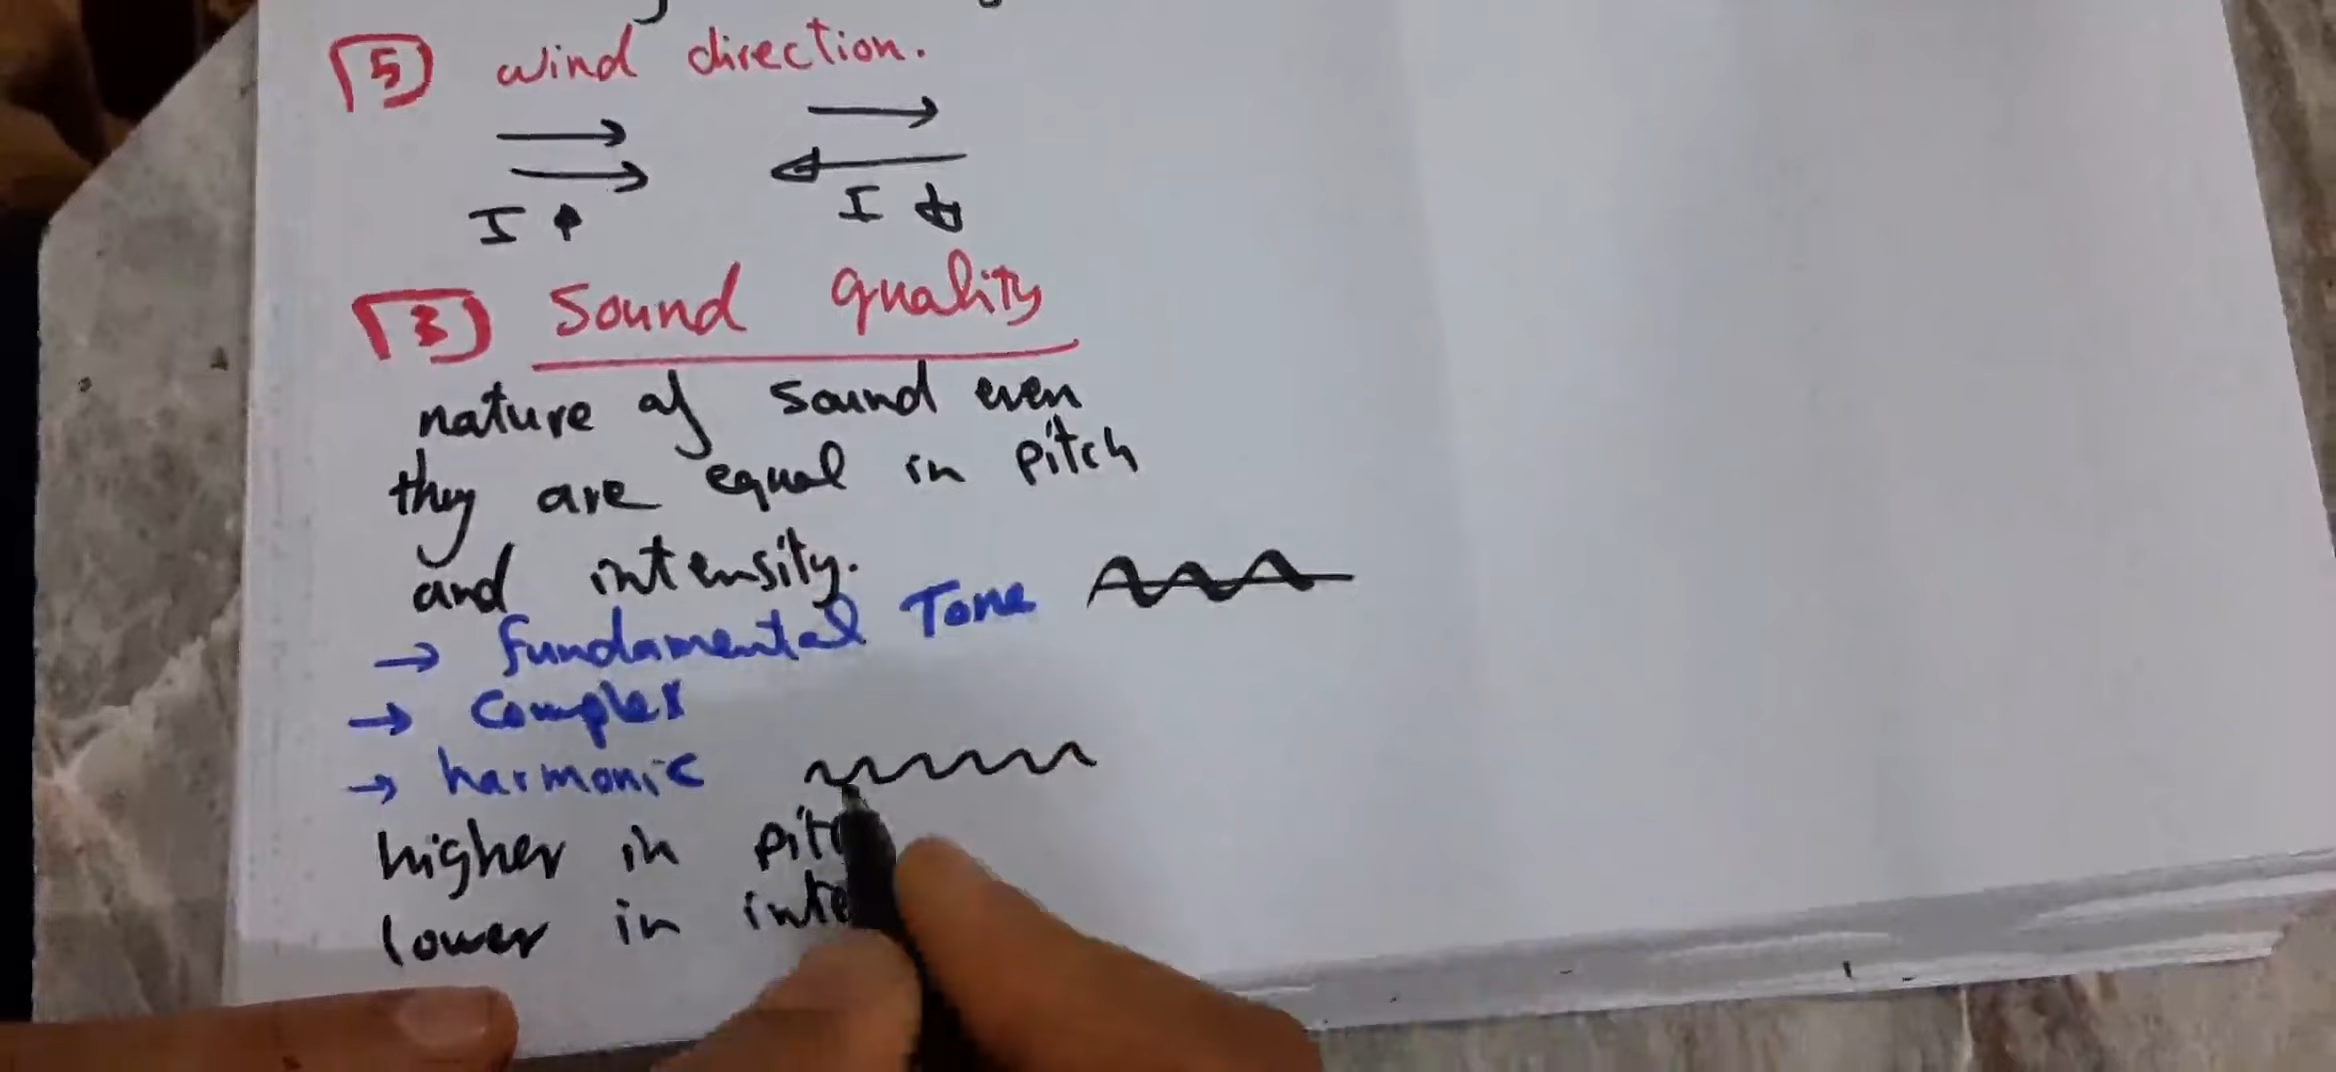 5 wind direction.
I I
3 Sound quality
nature of sound even
they are equal in pitch
and intensity.
→ fundamental Tone
→ Complex
→ harmonic
higher in
lower in